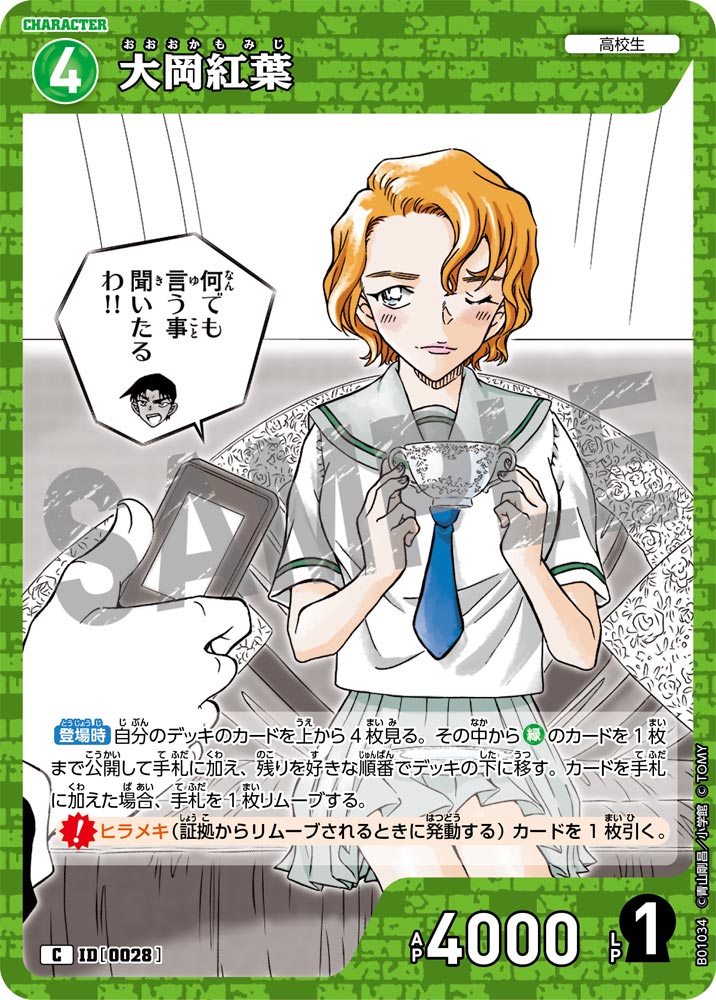 CHARACTER
4
おおおかもみじ
大岡紅葉
高校生
何でも
言う事
聞いたる
わ!!
SAMPLE
登場時 自分のデッキのカードを上から4枚見る。その中から緑のカードを1枚
まで公開して手札に加え、残りを好きな順番でデッキの下に移す。カードを手札
に加えた場合、手札を1枚リムーブする。
ヒラメキ(証拠からリムーブされるときに発動する)カードを1枚引く。
C ID[0028]
AP 4000
LP 1
B01034 ©青山剛昌/小学館 ©TOMY